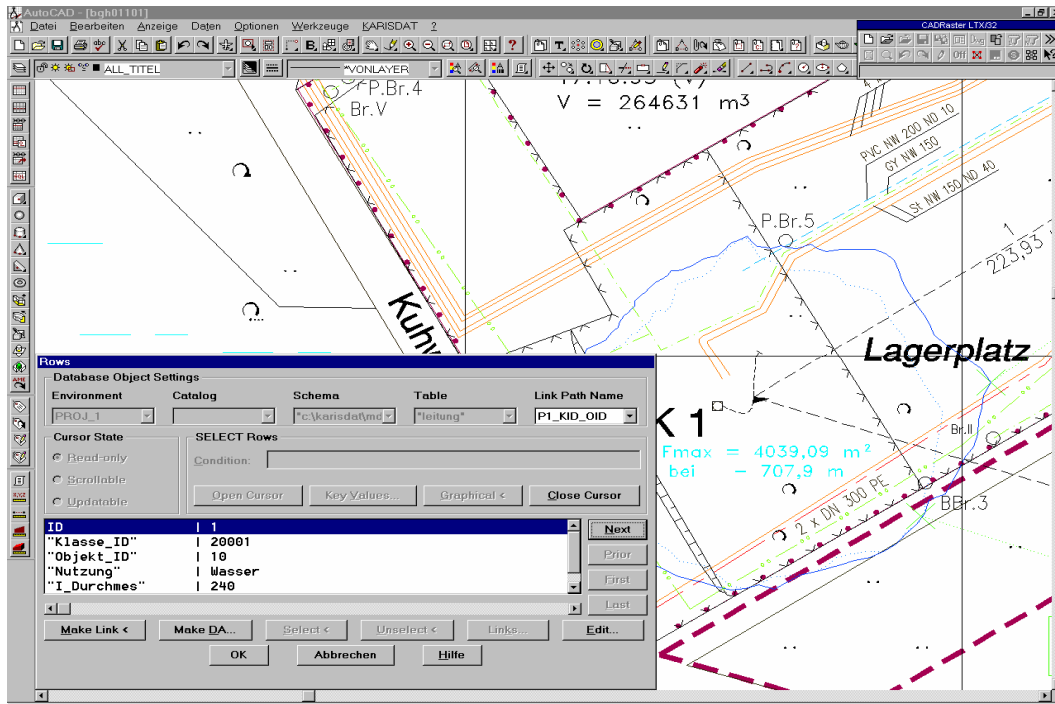 AutoCAD - [bgh01101]
Datei Bearbeiten Anzeige Daten Optionen Werkzeuge KARISDAT ?
CADRaster LTX/32
ALL_TITEL
"VONLAYER
Off
P.Br.4
Br.V
V = 264631 m³
PVC NW 200 ND 10
GY NW 150
St NW 150 ND 40
P.Br.5
1
223,93
Lagerplatz
K 1
Fmax = 4039,09 m²
bei - 707,9 m
Br.II
BBr.3
2 x DN 300 PE
Rows
Database Object Settings
Environment Catalog Schema Table Link Path Name
PROJ_1 "c:\karisdat\md "leitung" P1_KID_OID
Cursor State
Read-only
Scrollable
Updatable
SELECT Rows
Condition:
Open Cursor Key Values... Graphical < Close Cursor
ID | 1
"Klasse_ID" | 20001
"Objekt_ID" | 10
"Nutzung" | Wasser
"I_Durchmes" | 240
Next
Prior
First
Last
Make Link < Make DA... Select < Unselect < Links... Edit...
OK Abbrechen Hilfe